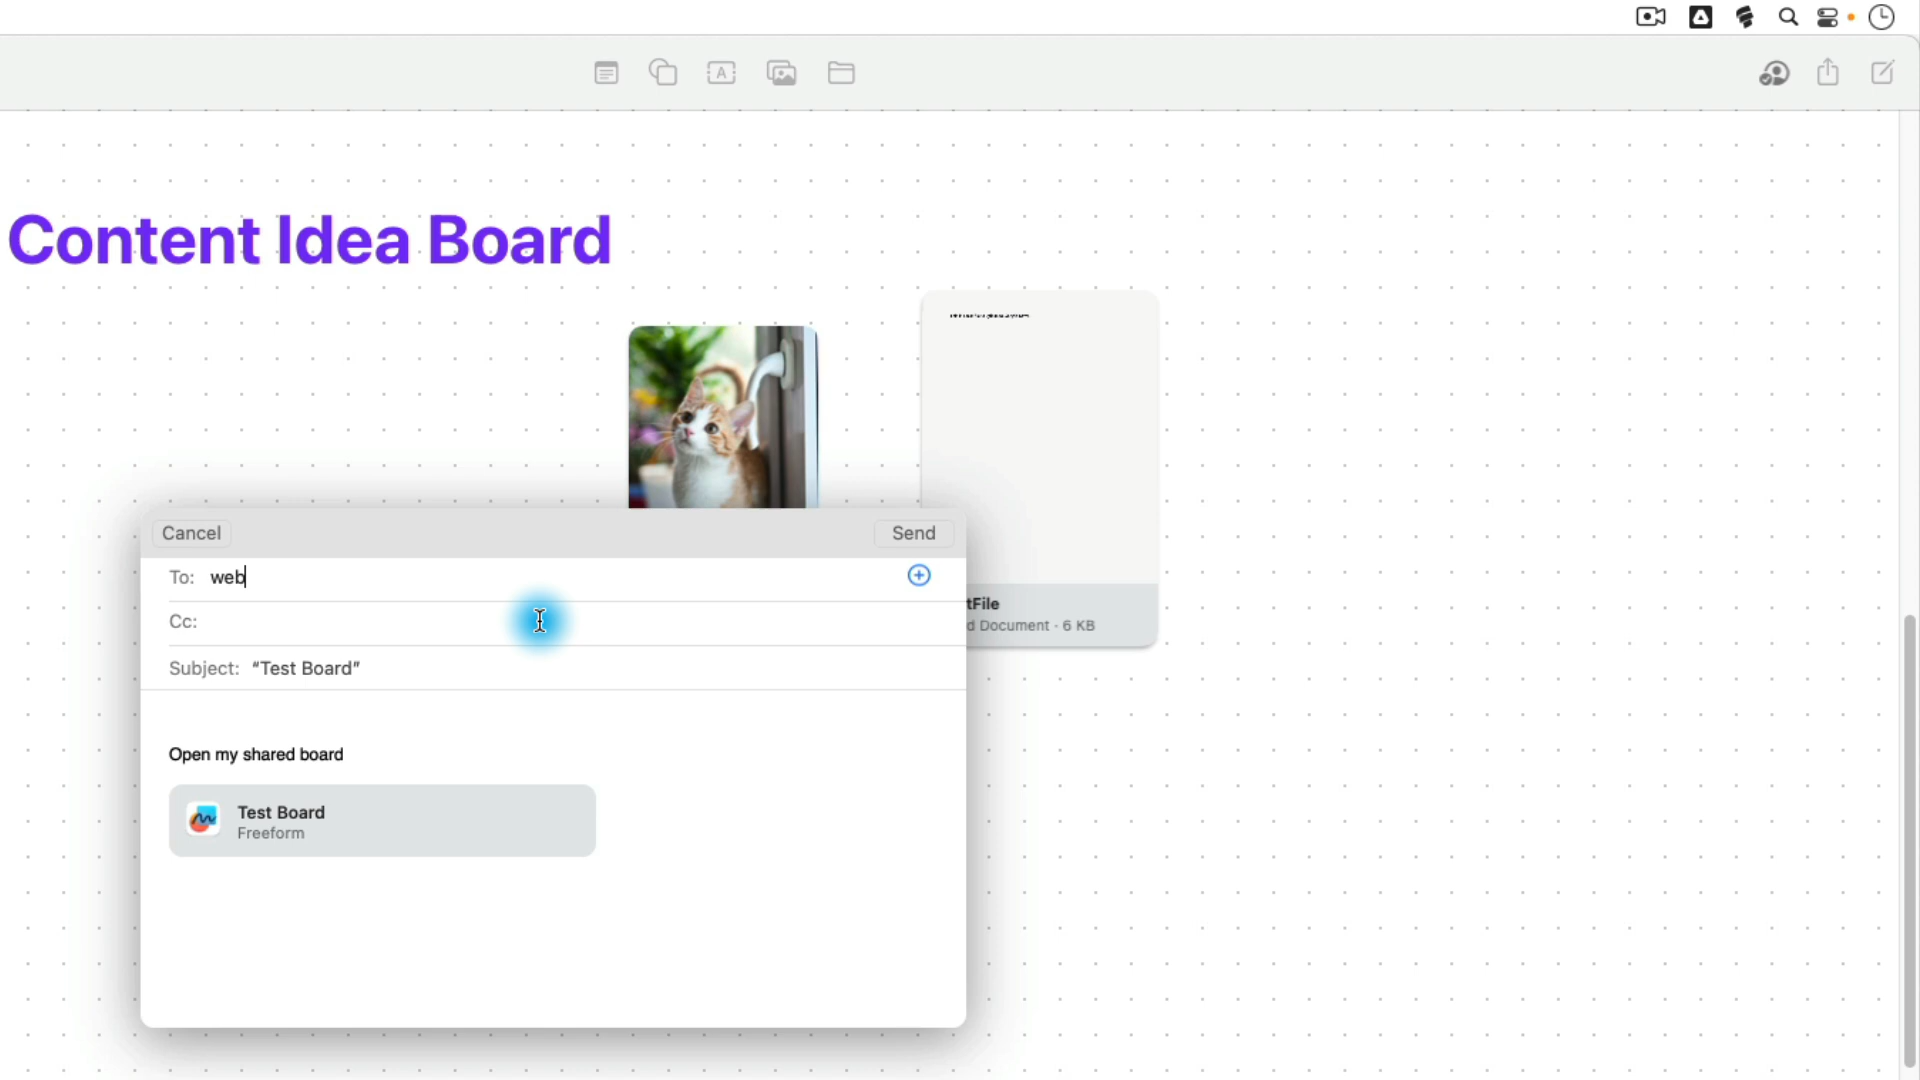 A
Content Idea Board
Cancel
Send
To: web
Cc:
Subject: “Test Board”
tFile
d Document · 6 KB
Open my shared board
Test Board
Freeform